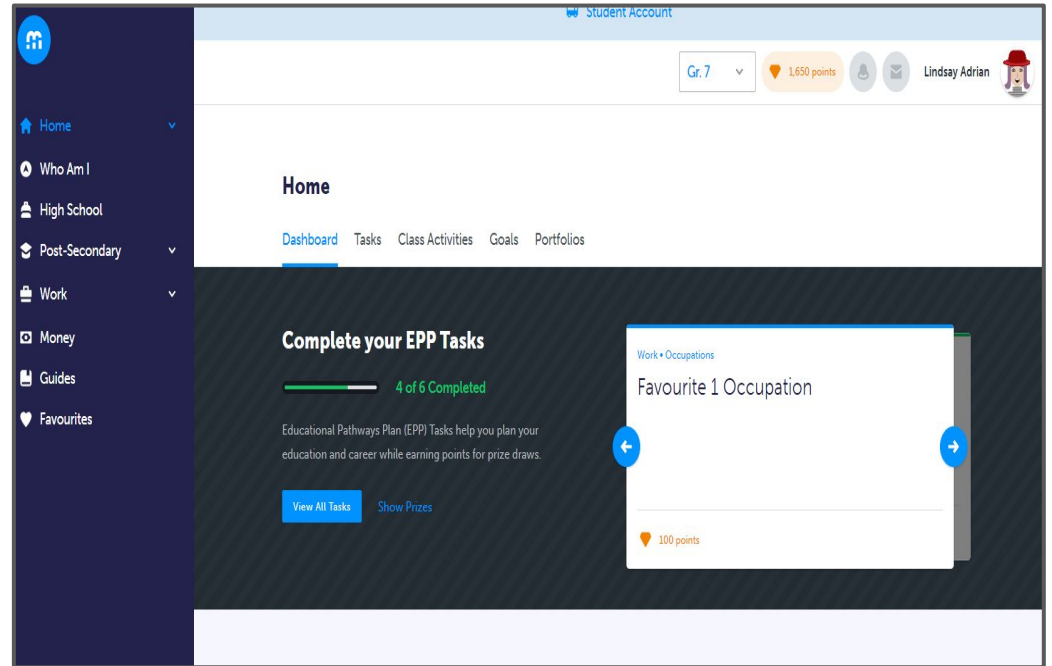 Student Account
m
Gr. 7
1,650 points
Lindsay Adrian
Home
Who Am I
High School
Post-Secondary
Work
Money
Guides
Favourites
Home
Dashboard Tasks Class Activities Goals Portfolios
Complete your EPP Tasks
4 of 6 Completed
Educational Pathways Plan (EPP) Tasks help you plan your
education and career while earning points for prize draws.
View All Tasks Show Prizes
Work • Occupations
Favourite 1 Occupation
100 points